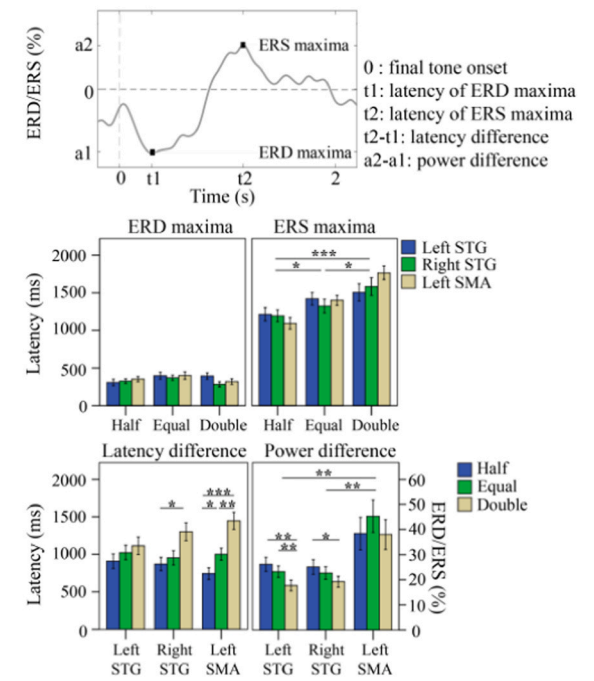 ERD/ERS (%)
a2
0
a1
ERS maxima
ERD maxima
0 t1 t2 2
Time (s)
0 : final tone onset
t1: latency of ERD maxima
t2: latency of ERS maxima
t2-t1: latency difference
a2-a1: power difference
ERD maxima
ERS maxima
Latency (ms)
2000
1500
1000
500
0
***
* *
Half Equal Double
Half Equal Double
Left STG
Right STG
Left SMA
Latency difference
Power difference
Latency (ms)
2000
1500
1000
500
0
*
***
* **
**
**
**
**
*
60
50
40
30
20
10
0
ERD/ERS (%)
Left STG
Right STG
Left SMA
Left STG
Right STG
Left SMA
Half
Equal
Double